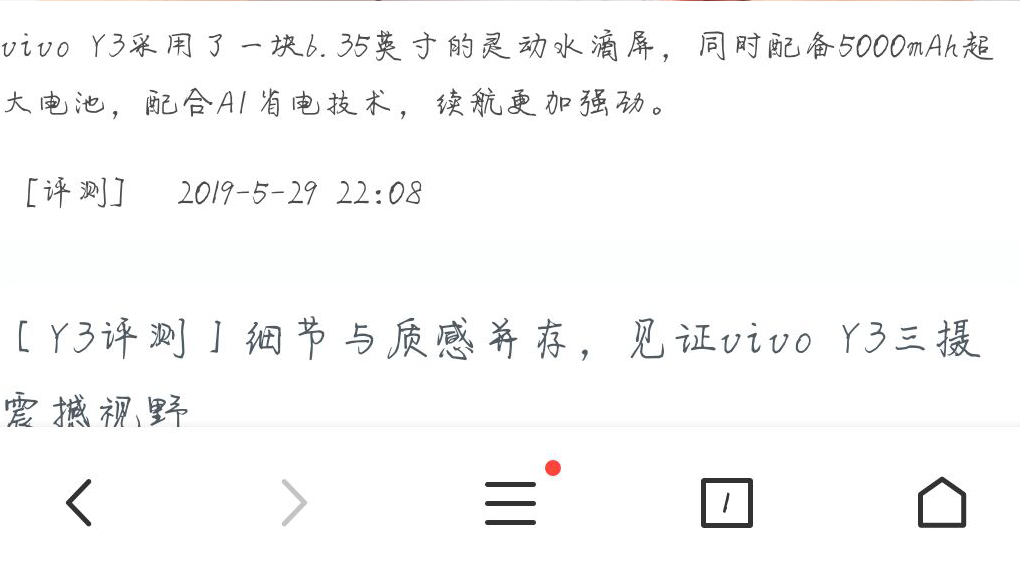 vivo Y3采用了一块6.35英寸的灵动水滴屏，同时配备5000mAh超
大电池，配合AI省电技术，续航更加强劲。
[评测] 2019-5-29 22:08
[Y3评测]细节与质感并存，见证vivo Y3三摄
震撼视野
1